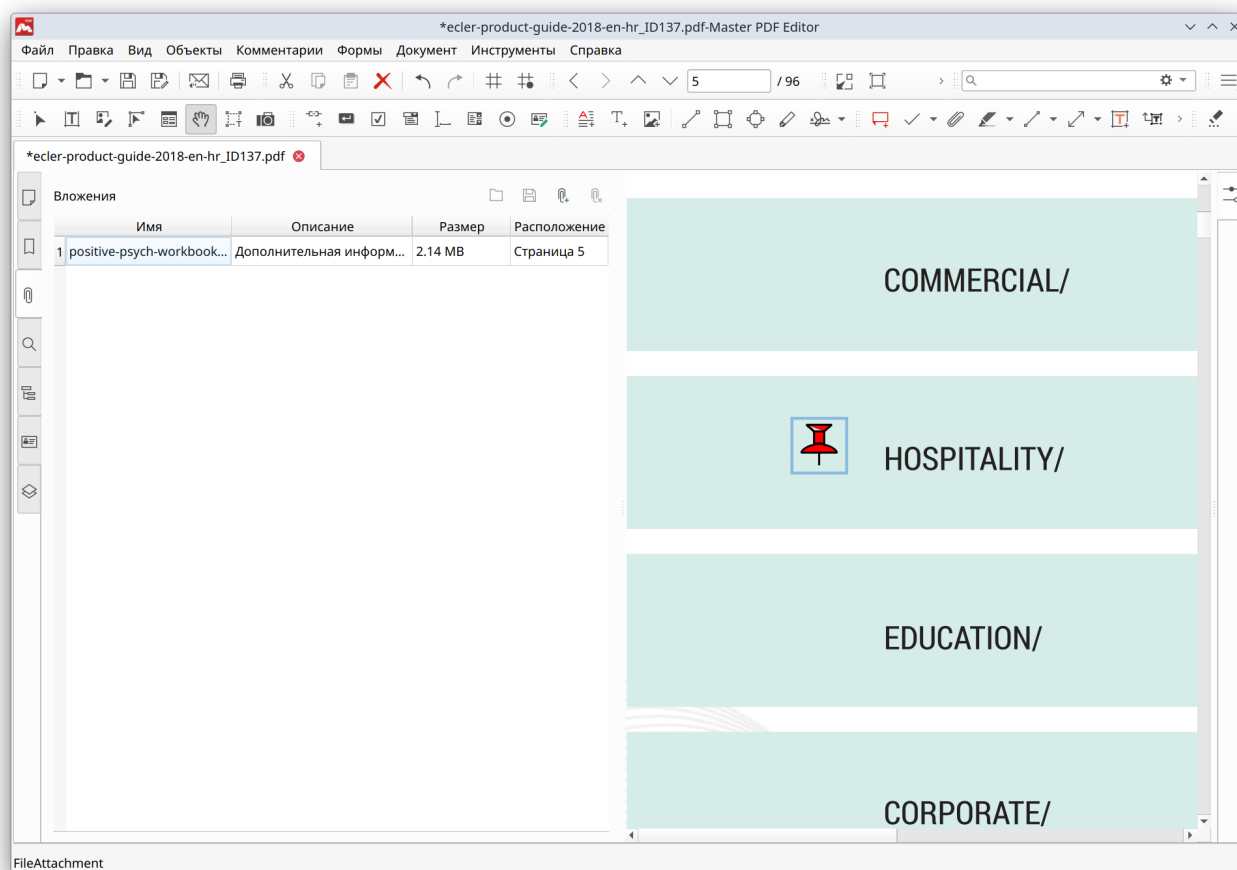 *ecler-product-guide-2018-en-hr_ID137.pdf-Master PDF Editor
Файл Правка Вид Объекты Комментарии Формы Документ Инструменты Справка
5 / 96
*ecler-product-guide-2018-en-hr_ID137.pdf
Вложения
Имя Описание Размер Расположение
1 positive-psych-workbook... Дополнительная информ... 2.14 MB Страница 5
COMMERCIAL/
HOSPITALITY/
EDUCATION/
CORPORATE/
FileAttachment